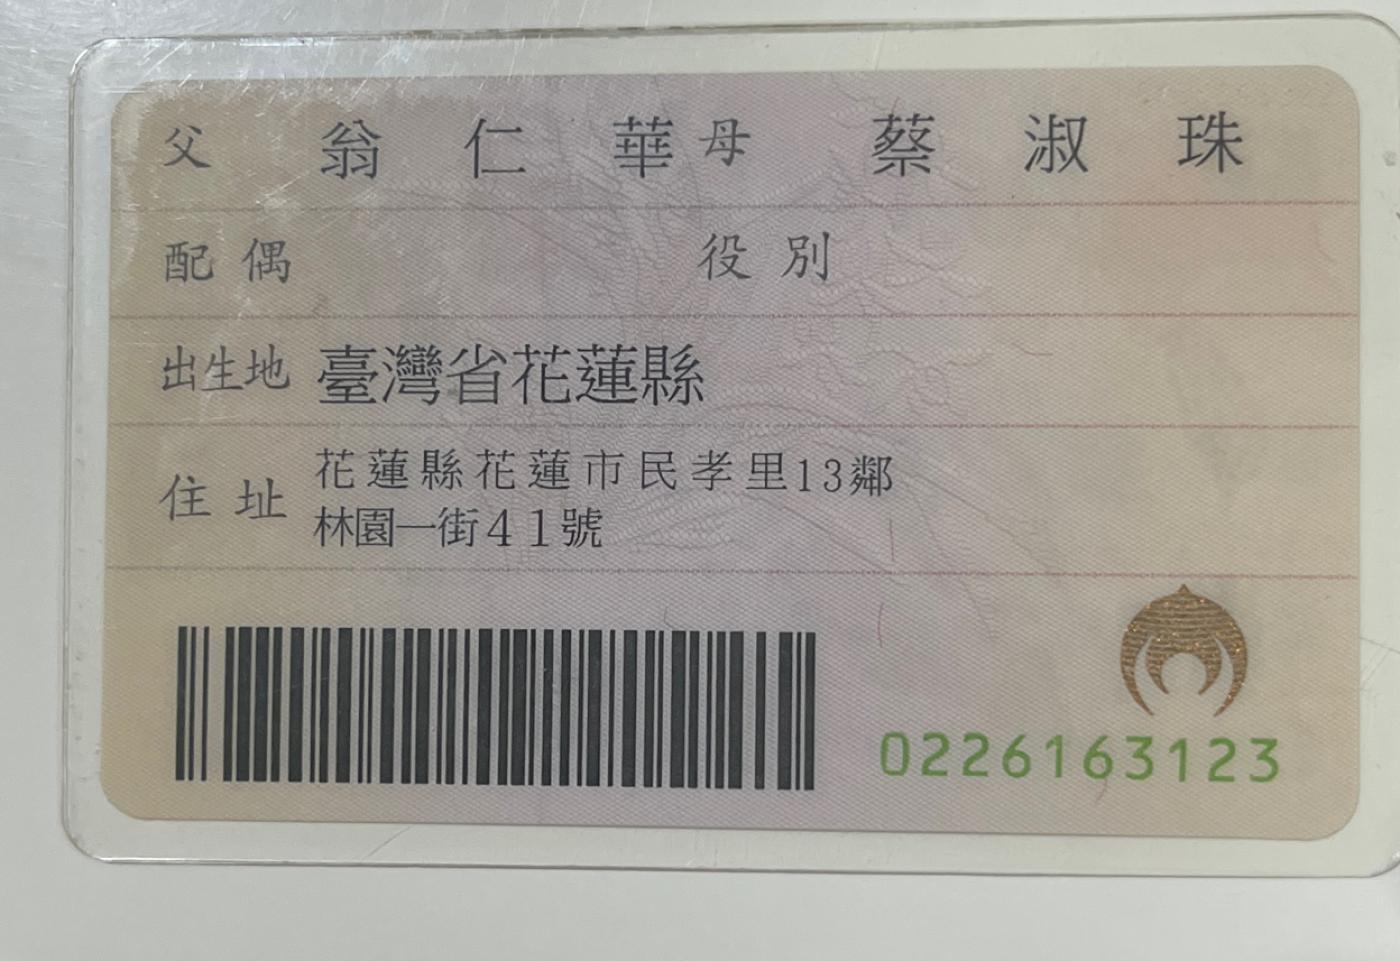 父 翁仁華 母 蔡淑珠
配偶 役別
出生地 臺灣省花蓮縣
住址 花蓮縣花蓮市民孝里13鄰
林園一街41號
0226163123